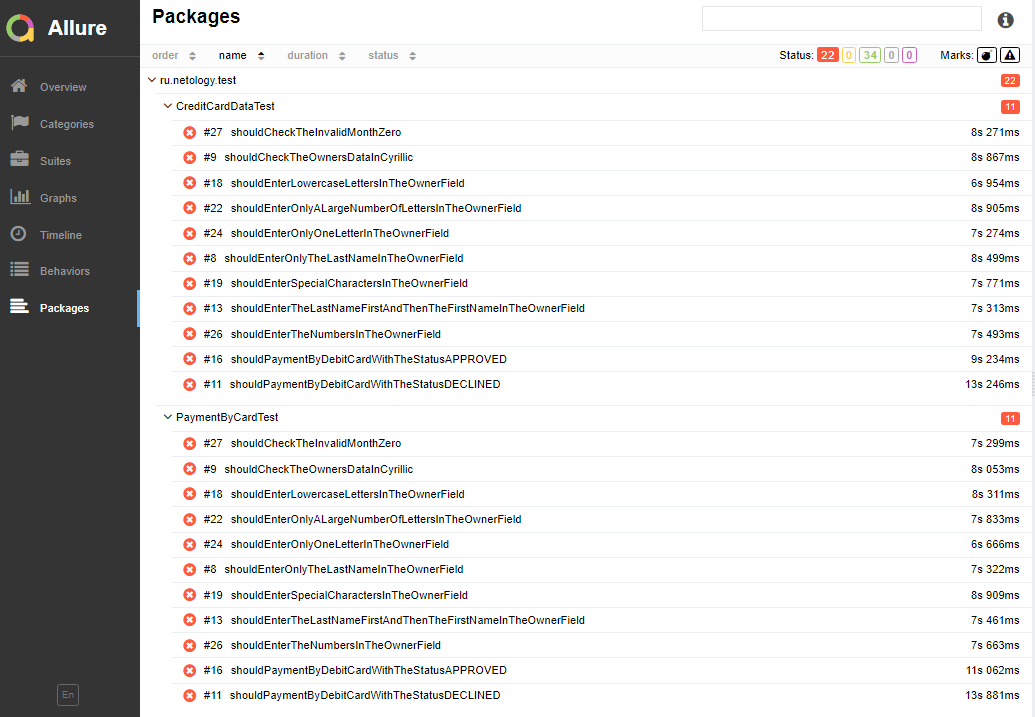 Allure
Packages
order name duration status Status: 22 0 34 0 0 Marks:
Overview
Categories
Suites
Graphs
Timeline
Behaviors
Packages
En
ru.netology.test 22
CreditCardDataTest 11
#27 shouldCheckTheInvalidMonthZero 8s 271ms
#9 shouldCheckTheOwnersDataInCyrillic 8s 867ms
#18 shouldEnterLowercaseLettersInTheOwnerField 6s 954ms
#22 shouldEnterOnlyALargeNumberOfLettersInTheOwnerField 8s 905ms
#24 shouldEnterOnlyOneLetterInTheOwnerField 7s 274ms
#8 shouldEnterOnlyTheLastNameInTheOwnerField 8s 499ms
#19 shouldEnterSpecialCharactersInTheOwnerField 7s 771ms
#13 shouldEnterTheLastNameFirstAndThenTheFirstNameInTheOwnerField 7s 313ms
#26 shouldEnterTheNumbersInTheOwnerField 7s 493ms
#16 shouldPaymentByDebitCardWithTheStatusAPPROVED 9s 234ms
#11 shouldPaymentByDebitCardWithTheStatusDECLINED 13s 246ms
PaymentByCardTest 11
#27 shouldCheckTheInvalidMonthZero 7s 299ms
#9 shouldCheckTheOwnersDataInCyrillic 8s 053ms
#18 shouldEnterLowercaseLettersInTheOwnerField 8s 311ms
#22 shouldEnterOnlyALargeNumberOfLettersInTheOwnerField 7s 833ms
#24 shouldEnterOnlyOneLetterInTheOwnerField 6s 666ms
#8 shouldEnterOnlyTheLastNameInTheOwnerField 7s 322ms
#19 shouldEnterSpecialCharactersInTheOwnerField 8s 909ms
#13 shouldEnterTheLastNameFirstAndThenTheFirstNameInTheOwnerField 7s 461ms
#26 shouldEnterTheNumbersInTheOwnerField 7s 663ms
#16 shouldPaymentByDebitCardWithTheStatusAPPROVED 11s 062ms
#11 shouldPaymentByDebitCardWithTheStatusDECLINED 13s 881ms